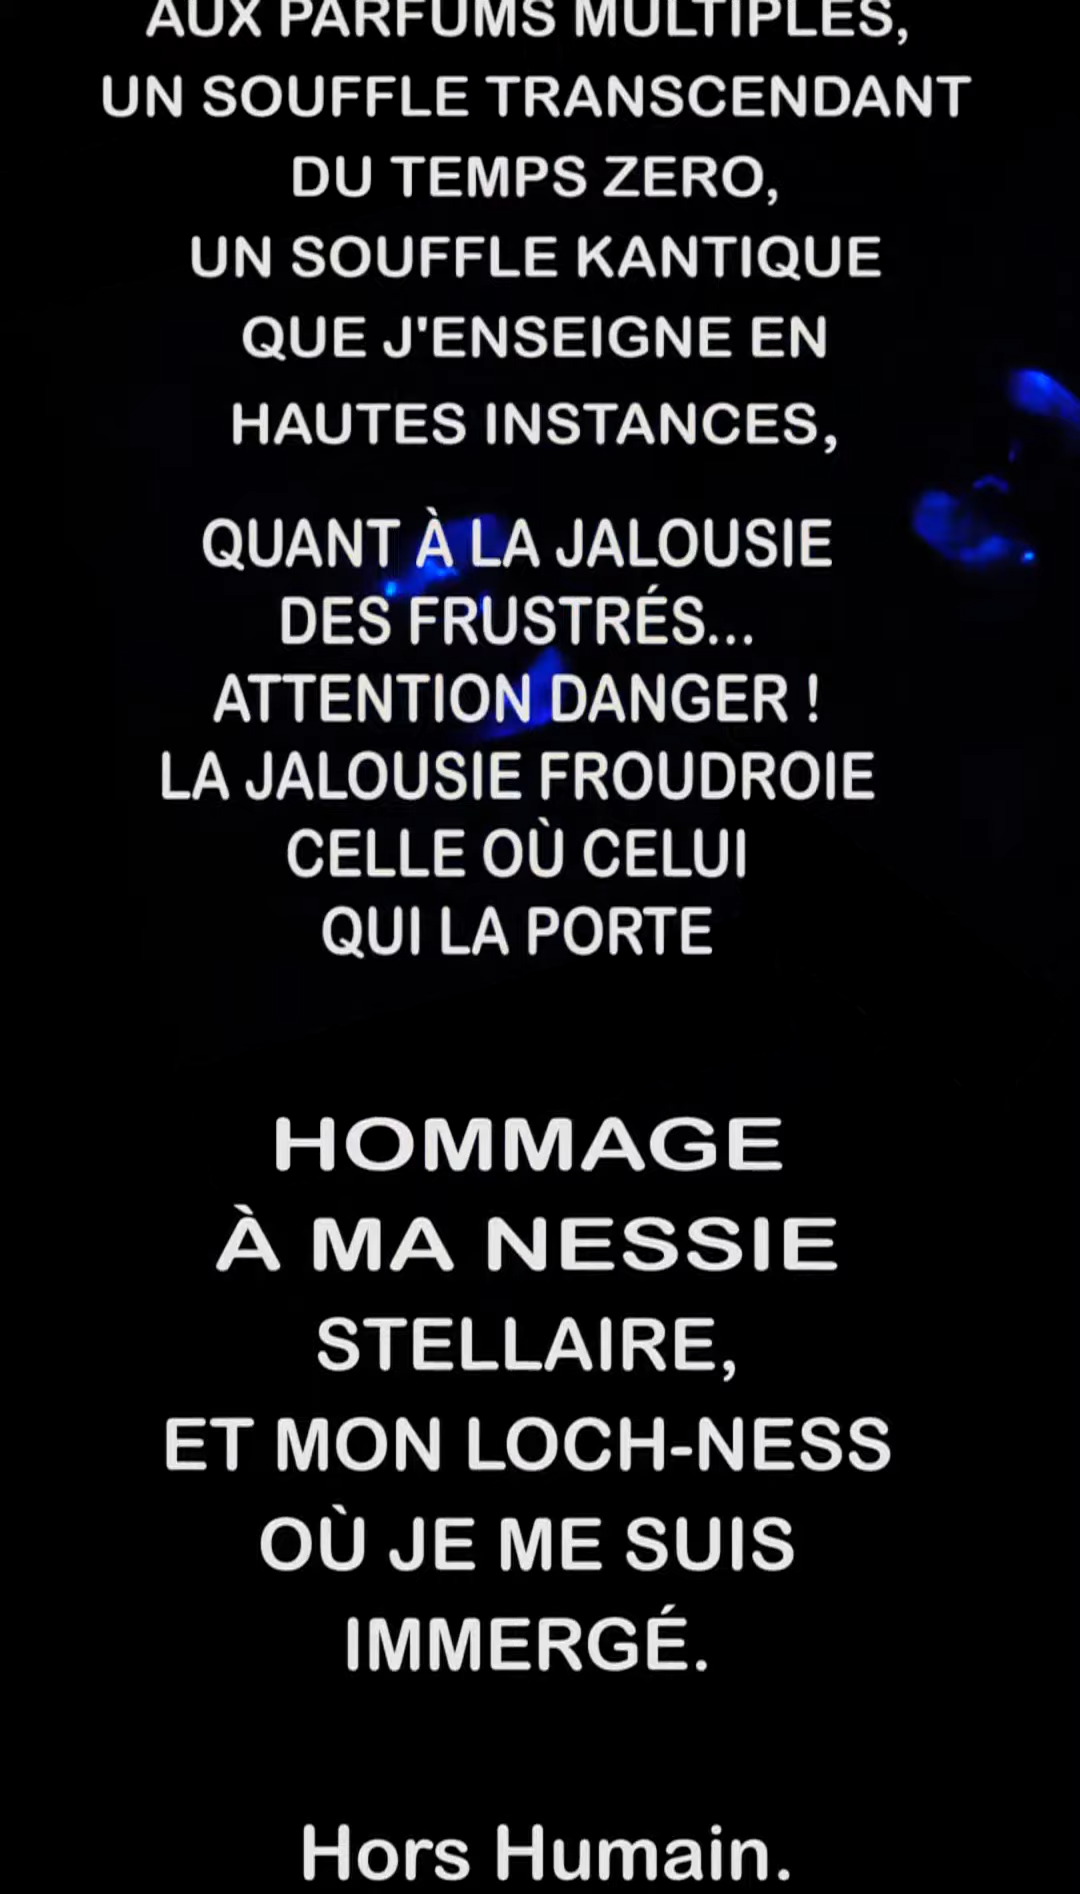 AUX PARFUMS MULTIPLES,
UN SOUFFLE TRANSCENDANT
DU TEMPS ZERO,
UN SOUFFLE KANTIQUE
QUE J'ENSEIGNE EN
HAUTES INSTANCES,
QUANT À LA JALOUSIE
DES FRUSTRÉS...
ATTENTION DANGER !
LA JALOUSIE FROUDROIE
CELLE OÙ CELUI
QUI LA PORTE
HOMMAGE
À MA NESSIE
STELLAIRE,
ET MON LOCH-NESS
OÙ JE ME SUIS
IMMERGÉ.
Hors Humain.